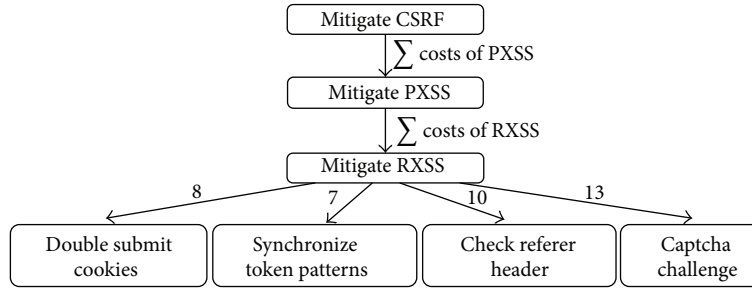 Mitigate CSRF
∑ costs of PXSS
Mitigate PXSS
∑ costs of RXSS
Mitigate RXSS
8
7
10
13
Double submit
cookies
Synchronize
token patterns
Check referer
header
Captcha
challenge